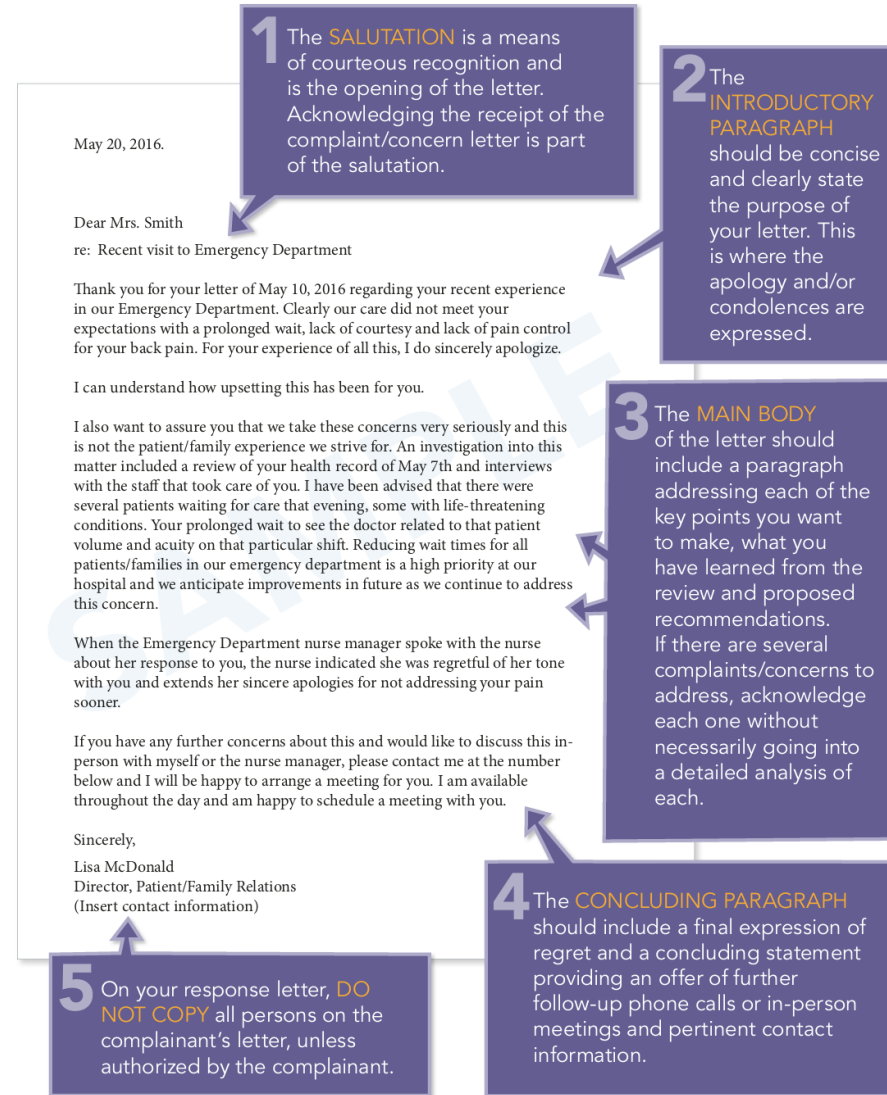 1 The SALUTATION is a means
of courteous recognition and
is the opening of the letter.
Acknowledging the receipt of the
complaint/concern letter is part
of the salutation.
2 The
INTRODUCTORY
PARAGRAPH
should be concise
and clearly state
the purpose of
your letter. This
is where the
apology and/or
condolences are
expressed.
May 20, 2016.
Dear Mrs. Smith
re: Recent visit to Emergency Department
Thank you for your letter of May 10, 2016 regarding your recent experience
in our Emergency Department. Clearly our care did not meet your
expectations with a prolonged wait, lack of courtesy and lack of pain control
for your back pain. For your experience of all this, I do sincerely apologize.
I can understand how upsetting this has been for you.
I also want to assure you that we take these concerns very seriously and this
is not the patient/family experience we strive for. An investigation into this
matter included a review of your health record of May 7th and interviews
with the staff that took care of you. I have been advised that there were
several patients waiting for care that evening, some with life-threatening
conditions. Your prolonged wait to see the doctor related to that patient
volume and acuity on that particular shift. Reducing wait times for all
patients/families in our emergency department is a high priority at our
hospital and we anticipate improvements in future as we continue to address
this concern.
When the Emergency Department nurse manager spoke with the nurse
about her response to you, the nurse indicated she was regretful of her tone
with you and extends her sincere apologies for not addressing your pain
sooner.
If you have any further concerns about this and would like to discuss this in-
person with myself or the nurse manager, please contact me at the number
below and I will be happy to arrange a meeting for you. I am available
throughout the day and am happy to schedule a meeting with you.
Sincerely,
Lisa McDonald
Director, Patient/Family Relations
(Insert contact information)
SAMPLE
3 The MAIN BODY
of the letter should
include a paragraph
addressing each of the
key points you want
to make, what you
have learned from the
review and proposed
recommendations.
If there are several
complaints/concerns to
address, acknowledge
each one without
necessarily going into
a detailed analysis of
each.
4 The CONCLUDING PARAGRAPH
should include a final expression of
regret and a concluding statement
providing an offer of further
follow-up phone calls or in-person
meetings and pertinent contact
information.
5 On your response letter, DO
NOT COPY all persons on the
complainant's letter, unless
authorized by the complainant.